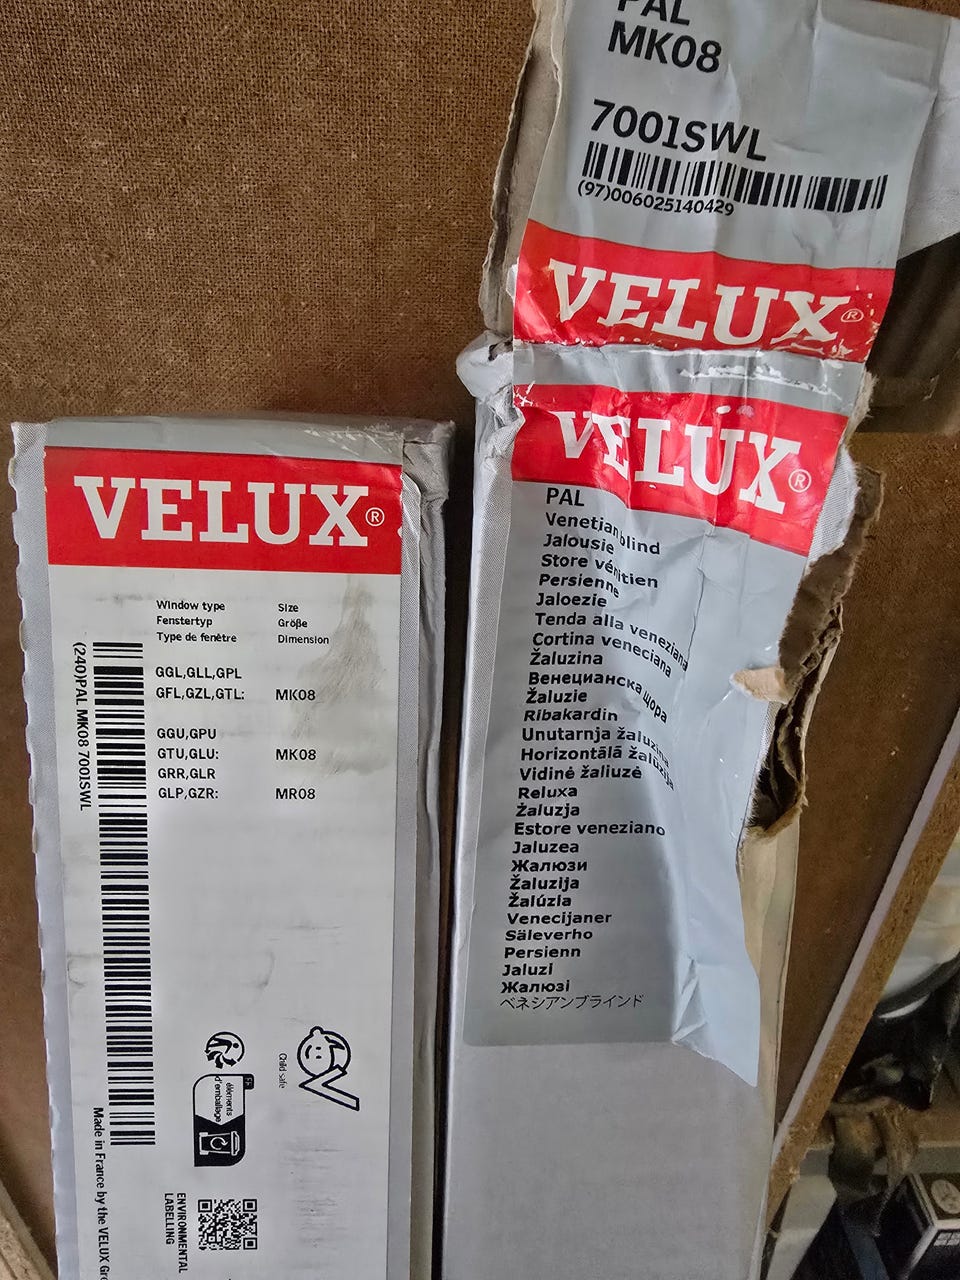 PAL
MK08
7001SWL
(97)006025140429
VELUX®
VELUX®
PAL
Venetian blind
Jalousie
Store vénitien
Persienne
Jaloezie
Tenda alla veneziana
Cortina veneciana
Žaluzina
Венецианска щора
Žaluzie
Ribakardin
Unutarnja žaluzina
Horizontālā žalūzija
Vidinė žaliuzė
Reluxa
Żaluzja
Estore veneziano
Jaluzea
Жалюзи
Žaluzija
Žalúzia
Venecijaner
Säleverho
Persienn
Jaluzi
Жалюзі
ベネシアンブラインド
VELUX®
Window type Size
Fenstertyp Größe
Type de fenêtre Dimension
GGL,GLL,GPL
GFL,GZL,GTL: MK08
GGU,GPU
GTU,GLU: MK08
GRR,GLR
GLP,GZR: MR08
(240)PAL MK08 7001SWL
Child safe
FR
éléments
d'emballage
Made in France by the VELUX Gr
ENVIRONMENTAL
LABELLING